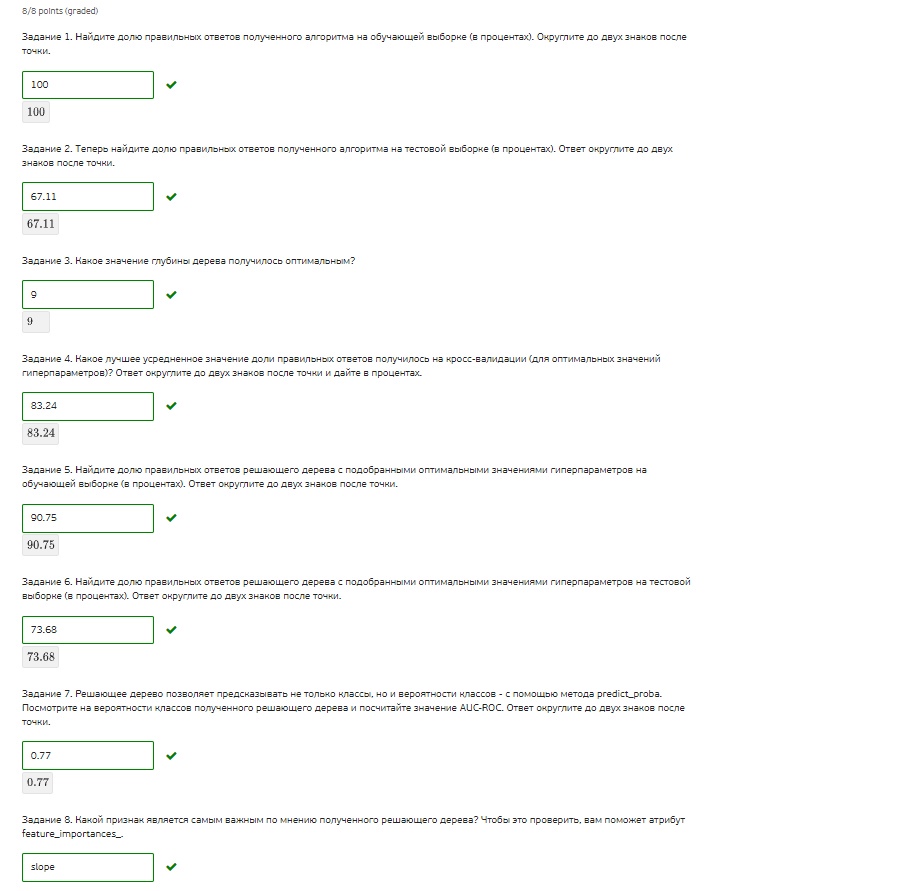 8/8 points (graded)
Задание 1. Найдите долю правильных ответов полученного алгоритма на обучающей выборке (в процентах). Округлите до двух знаков после
точки.
100
100
Задание 2. Теперь найдите долю правильных ответов полученного алгоритма на тестовой выборке (в процентах). Ответ округлите до двух
знаков после точки.
67.11
67.11
Задание 3. Какое значение глубины дерева получилось оптимальным?
9
9
Задание 4. Какое лучшее усредненное значение доли правильных ответов получилось на кросс-валидации (для оптимальных значений
гиперпараметров)? Ответ округлите до двух знаков после точки и дайте в процентах.
83.24
83.24
Задание 5. Найдите долю правильных ответов решающего дерева с подобранными оптимальными значениями гиперпараметров на
обучающей выборке (в процентах). Ответ округлите до двух знаков после точки.
90.75
90.75
Задание 6. Найдите долю правильных ответов решающего дерева с подобранными оптимальными значениями гиперпараметров на тестовой
выборке (в процентах). Ответ округлите до двух знаков после точки.
73.68
73.68
Задание 7. Решающее дерево позволяет предсказывать не только классы, но и вероятности классов - с помощью метода predict_proba.
Посмотрите на вероятности классов полученного решающего дерева и посчитайте значение AUC-ROC. Ответ округлите до двух знаков после
точки.
0.77
0.77
Задание 8. Какой признак является самым важным по мнению полученного решающего дерева? Чтобы это проверить, вам поможет атрибут
feature_importances_.
slope